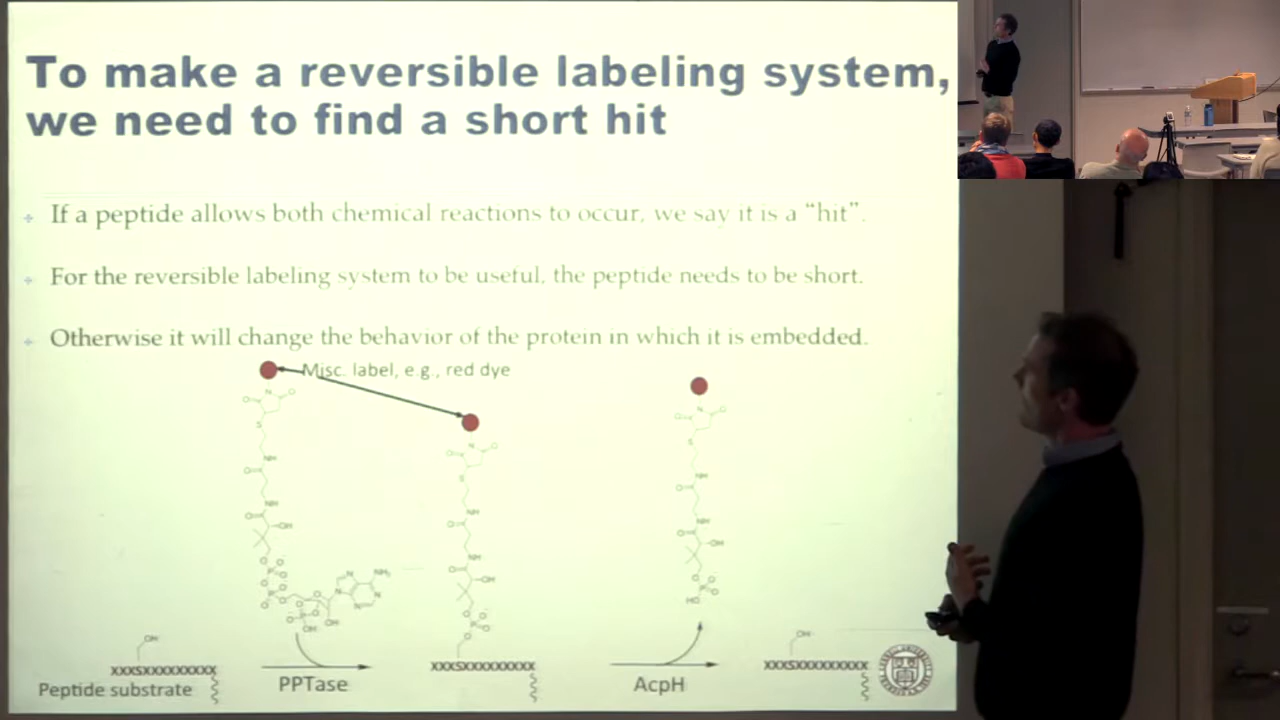 To make a reversible labeling system,
we need to find a short hit
If a peptide allows both chemical reactions to occur, we say it is a “hit”.
For the reversible labeling system to be useful, the peptide needs to be short.
Otherwise it will change the behavior of the protein in which it is embedded.
Misc. label, e.g., red dye
XXXSXXXXXXXXX
XXXSXXXXXXXXX
XXXSXXXXXXXXX
Peptide substrate
PPTase
AcpH